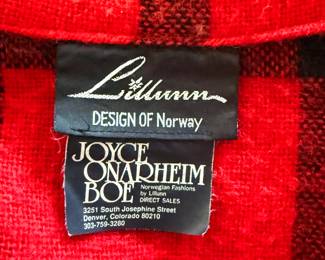 Lillunn
DESIGN OF Norway
JOYCE
ONARHEIM
BOE
Norwegian Fashions
by Lillunn
DIRECT SALES
3251 South Josephine Street
Denver, Colorado 80210
303-759-3280